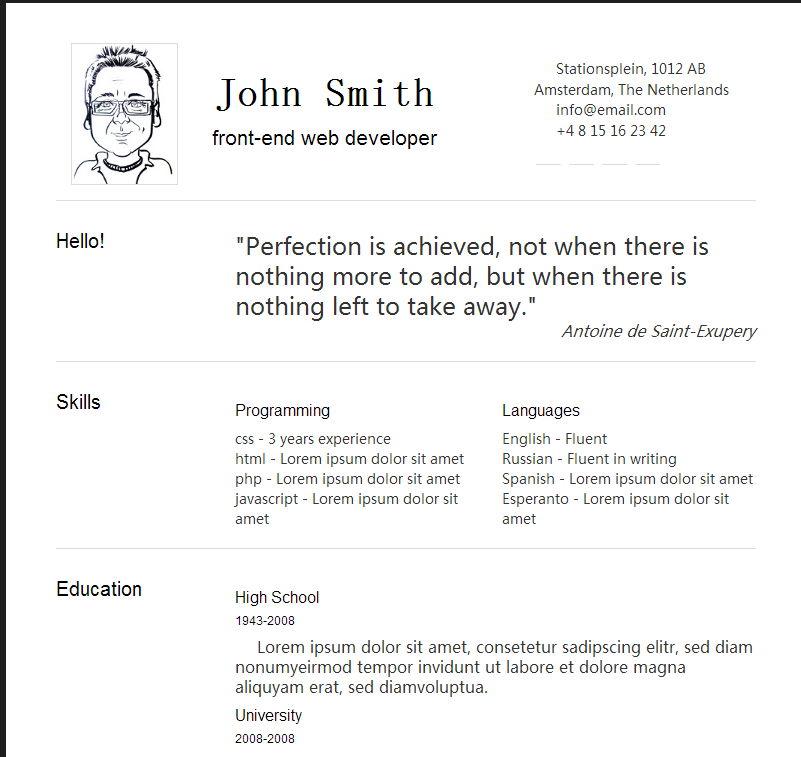 John Smith
front-end web developer
Stationsplein, 1012 AB
Amsterdam, The Netherlands
info@email.com
+4 8 15 16 23 42
Hello!
"Perfection is achieved, not when there is
nothing more to add, but when there is
nothing left to take away."
Antoine de Saint-Exupery
Skills
Programming
css - 3 years experience
html - Lorem ipsum dolor sit amet
php - Lorem ipsum dolor sit amet
javascript - Lorem ipsum dolor sit
amet
Languages
English - Fluent
Russian - Fluent in writing
Spanish - Lorem ipsum dolor sit amet
Esperanto - Lorem ipsum dolor sit
amet
Education
High School
1943-2008
Lorem ipsum dolor sit amet, consetetur sadipscing elitr, sed diam
nonumyeirmod tempor invidunt ut labore et dolore magna
aliquyam erat, sed diamvoluptua.
University
2008-2008